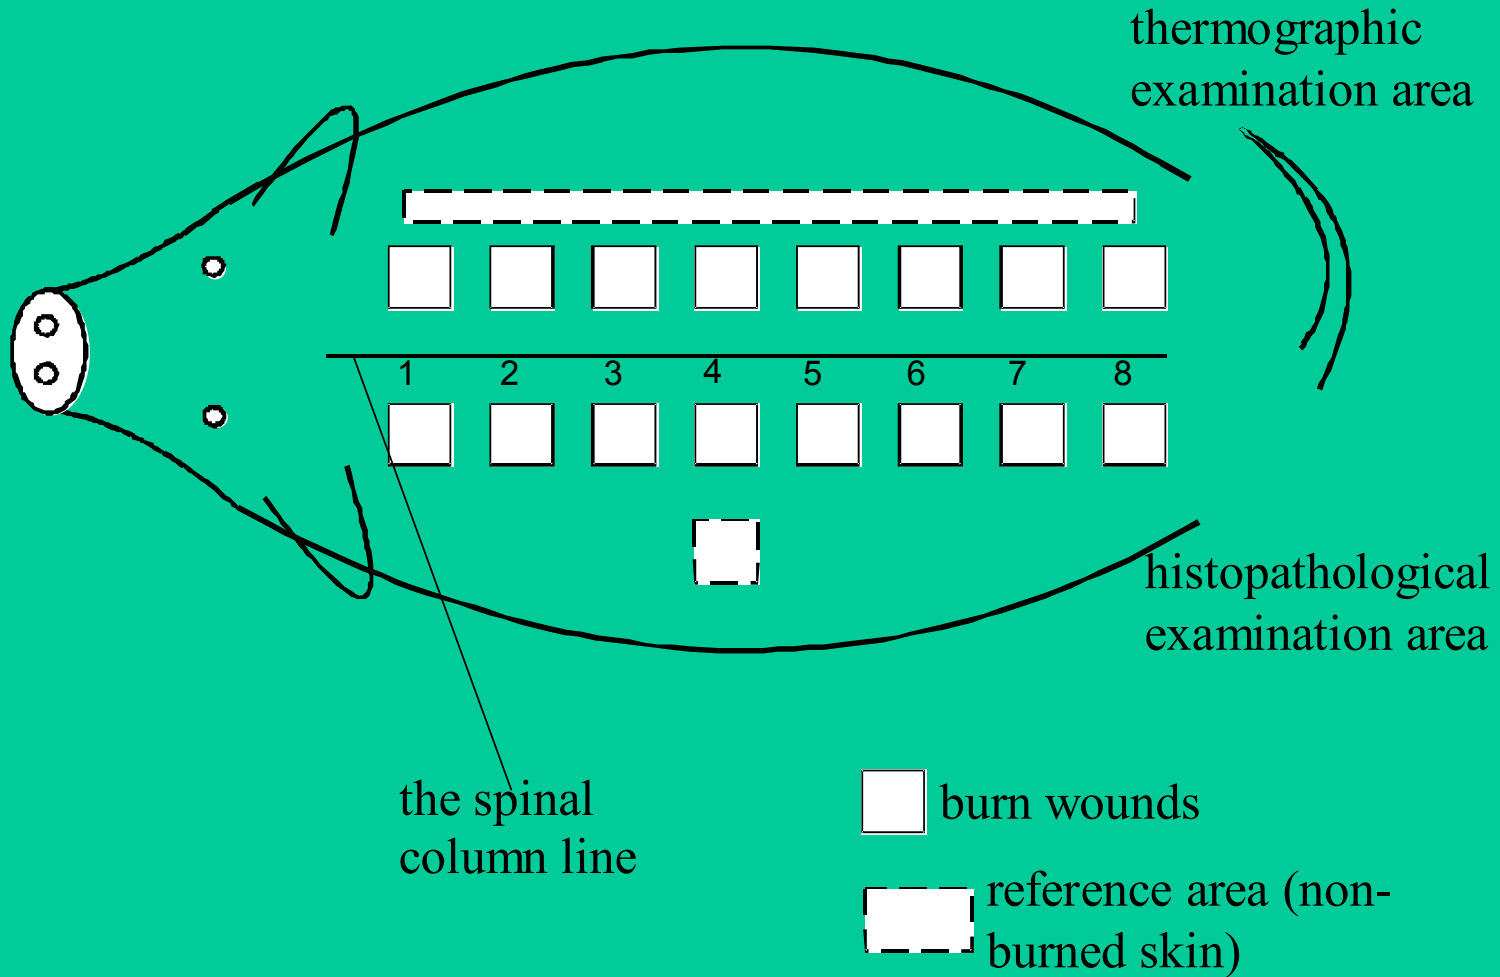 thermographic
examination area
1 2 3 4 5 6 7 8
histopathological
examination area
the spinal
column line
burn wounds
reference area (non-
burned skin)